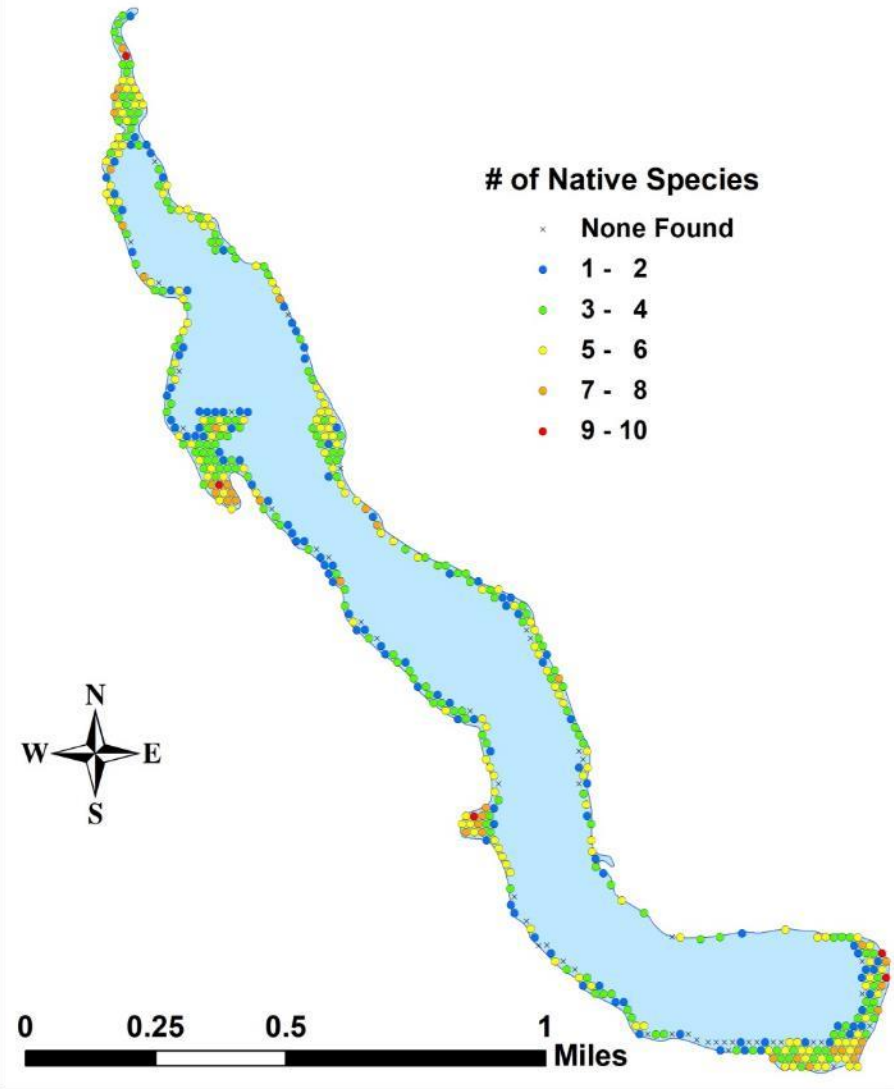 # of Native Species
× None Found
1 - 2
3 - 4
5 - 6
7 - 8
9 - 10
N
W E
S
0 0.25 0.5 1
Miles